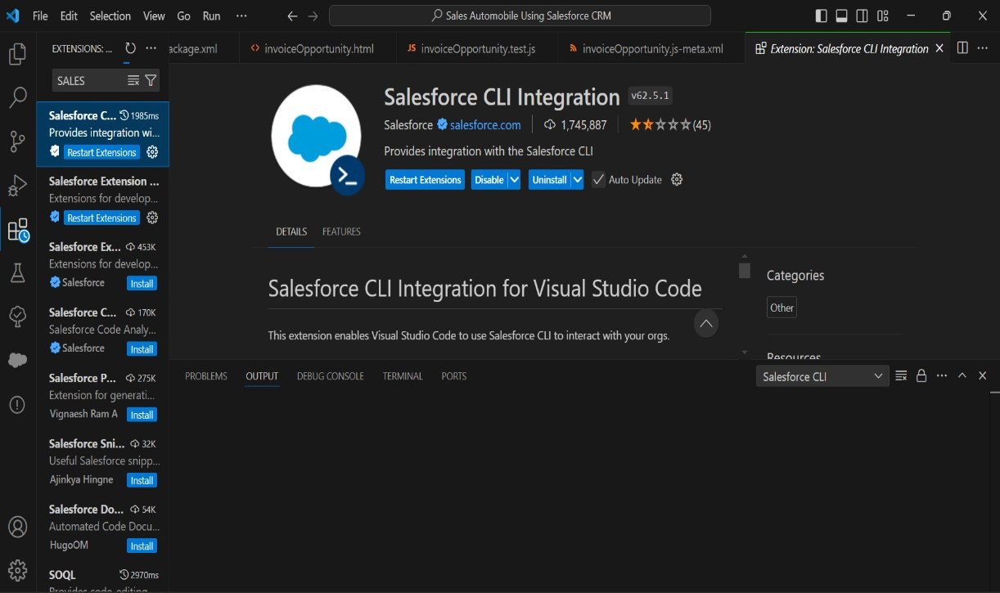 File Edit Selection View Go Run ··· Sales Automobile Using Salesforce CRM
EXTENSIONS: ... ackage.xml invoiceOpportunity.html JS invoiceOpportunity.test.js invoiceOpportunity.js-meta.xml Extension: Salesforce CLI Integration
SALES
Salesforce C... 1985ms
Provides integration wi...
Restart Extensions
Salesforce Extension ...
Extensions for develop...
Restart Extensions
Salesforce Ex... 453K
Extensions for develop...
Salesforce Install
Salesforce C... 170K
Salesforce Code Analy...
Salesforce Install
Salesforce P... 275K
Extension for generati...
Vignaesh Ram A Install
Salesforce Sni... 32K
Useful Salesforce snipp...
Ajinkya Hingne Install
Salesforce Do... 54K
Automated Code Docu...
HugoOM Install
SOQL 2970ms
Provides code-editing
Salesforce CLI Integration v62.5.1
Salesforce salesforce.com 1,745,887 (45)
Provides integration with the Salesforce CLI
Restart Extensions Disable Uninstall Auto Update
DETAILS FEATURES
Salesforce CLI Integration for Visual Studio Code
This extension enables Visual Studio Code to use Salesforce CLI to interact with your orgs.
Categories
Other
Resources
PROBLEMS OUTPUT DEBUG CONSOLE TERMINAL PORTS Salesforce CLI